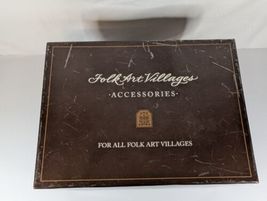 Folk Art Villages
·ACCESSORIES·
FOR ALL FOLK ART VILLAGES